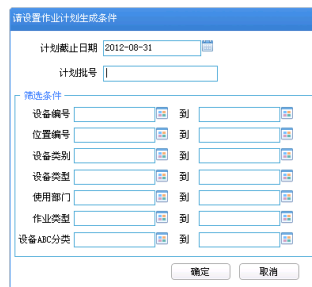 请设置作业计划生成条件
计划截止日期 2012-08-31
计划批号
筛选条件
设备编号 到
位置编号 到
设备类别 到
设备类型 到
使用部门 到
作业类型 到
设备ABC分类 到
确定 取消